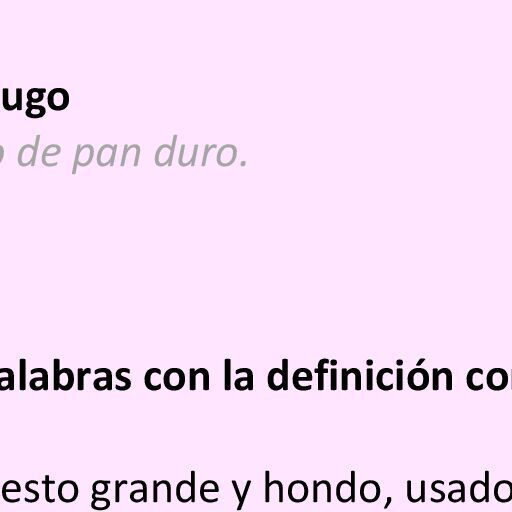 ugo
o de pan duro.
alabras con la definición co
esto grande y hondo, usado